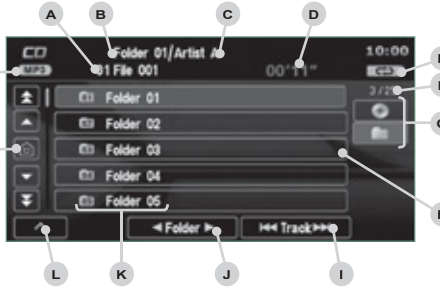 A B C D
CD Folder 01/Artist A 10:00
MP3 01 File 001 00'11"
3/25
Folder 01
Folder 02
Folder 03
Folder 04
Folder 05
Folder Track
L K J I